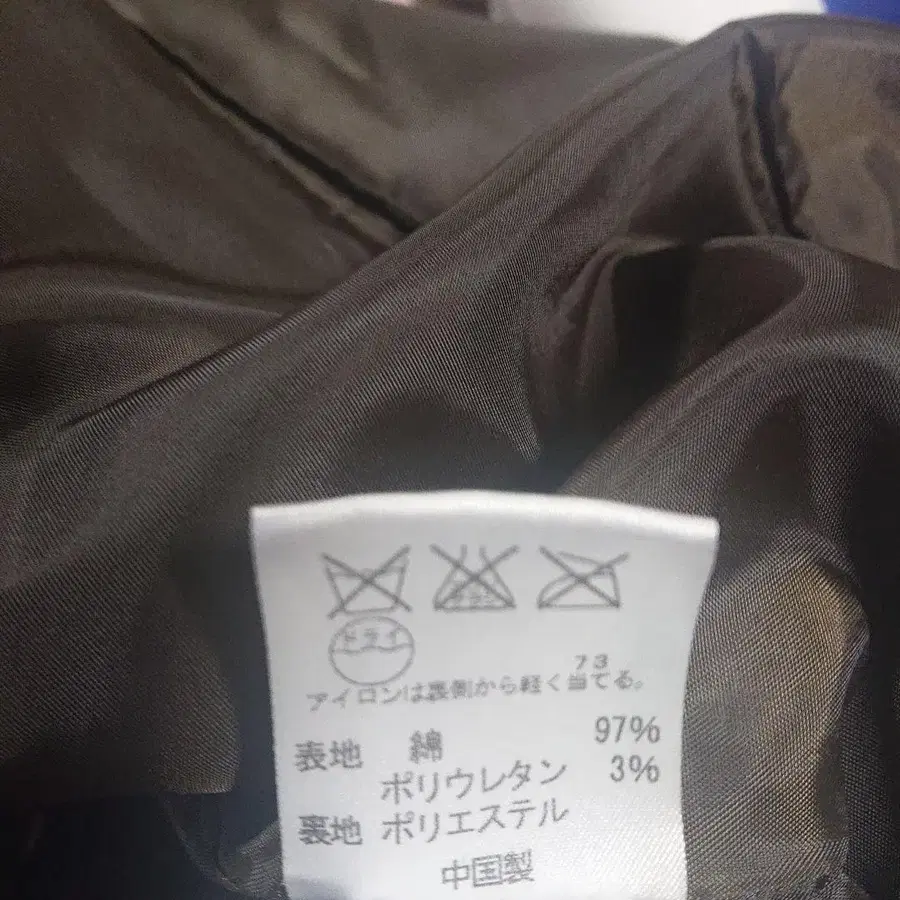 ドライ
73
アイロンは裏側から軽く当てる。
表地 綿 97%
ポリウレタン 3%
裏地 ポリエステル
中国製